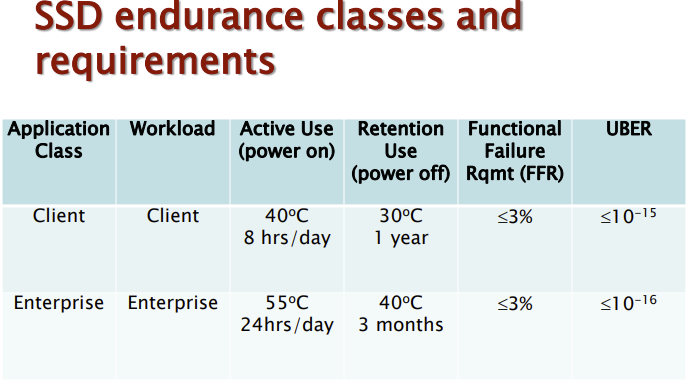 SSD endurance classes and
requirements
Application Class	Workload	Active Use (power on)	Retention Use (power off)	Functional Failure Rqmt (FFR)	UBER
Client	Client	40ºC 8 hrs/day	30ºC 1 year	≤3%	≤10⁻¹⁵
Enterprise	Enterprise	55ºC 24hrs/day	40ºC 3 months	≤3%	≤10⁻¹⁶